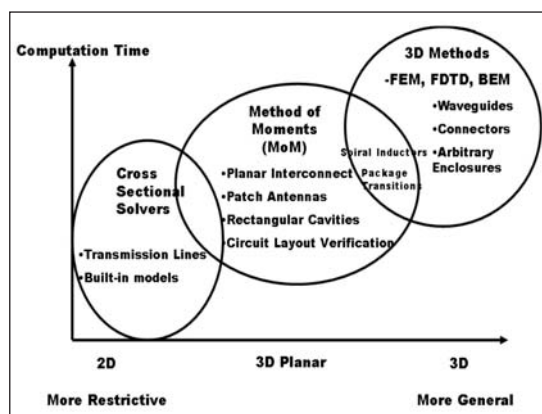 Computation Time
3D Methods
-FEM, FDTD, BEM
•Waveguides
•Connectors
•Arbitrary
Enclosures
Method of
Moments
(MoM)
Spiral Inductors
Package
Transitions
•Planar Interconnect
•Patch Antennas
•Rectangular Cavities
•Circuit Layout Verification
Cross
Sectional
Solvers
•Transmission Lines
•Built-in models
2D
3D Planar
3D
More Restrictive
More General